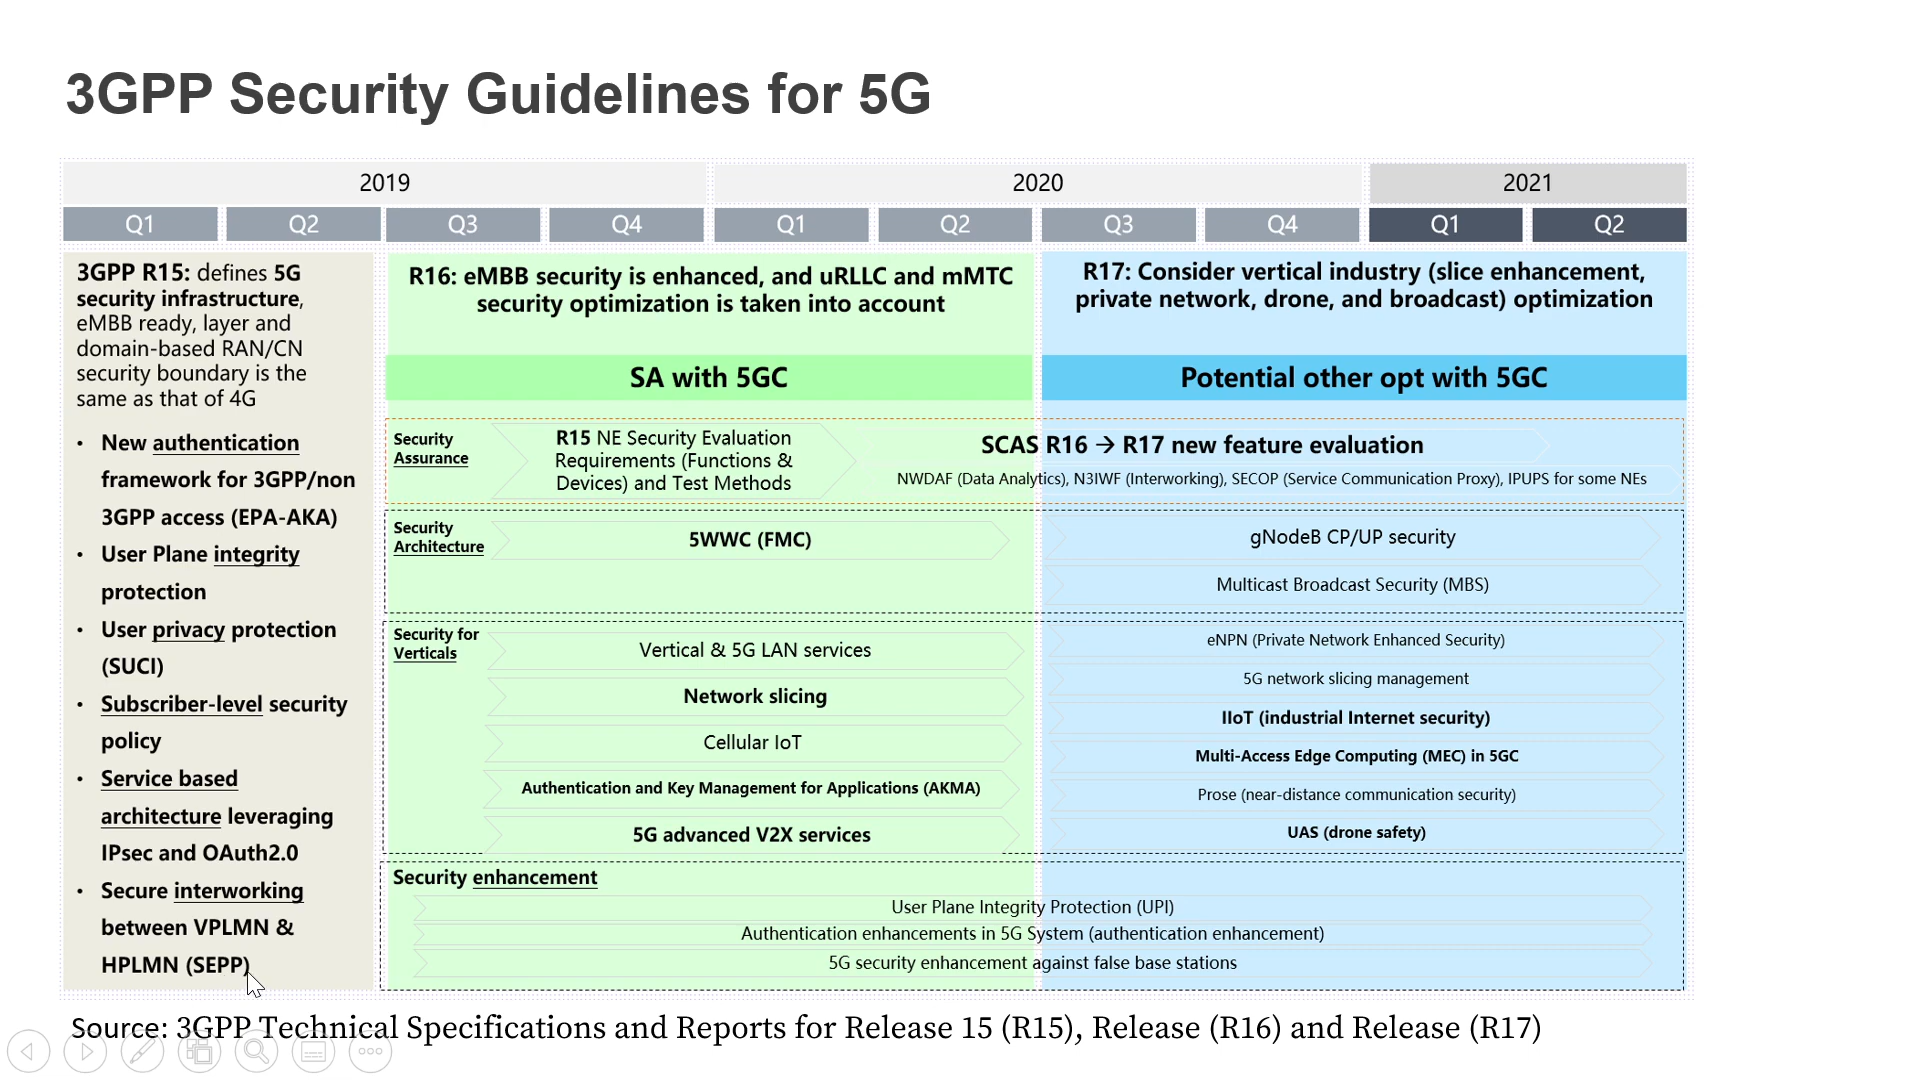 3GPP Security Guidelines for 5G
2019
2020
2021
Q1
Q2
Q3
Q4
Q1
Q2
Q3
Q4
Q1
Q2
3GPP R15: defines 5G
security infrastructure,
eMBB ready, layer and
domain-based RAN/CN
security boundary is the
same as that of 4G
• New authentication
framework for 3GPP/non
3GPP access (EPA-AKA)
• User Plane integrity
protection
• User privacy protection
(SUCI)
• Subscriber-level security
policy
• Service based
architecture leveraging
IPsec and OAuth2.0
• Secure interworking
between VPLMN &
HPLMN (SEPP)
R16: eMBB security is enhanced, and uRLLC and mMTC
security optimization is taken into account
SA with 5GC
R17: Consider vertical industry (slice enhancement,
private network, drone, and broadcast) optimization
Potential other opt with 5GC
Security
Assurance
R15 NE Security Evaluation
Requirements (Functions &
Devices) and Test Methods
SCAS R16 → R17 new feature evaluation
NWDAF (Data Analytics), N3IWF (Interworking), SECOP (Service Communication Proxy), IPUPS for some NEs
Security
Architecture
5WWC (FMC)
gNodeB CP/UP security
Multicast Broadcast Security (MBS)
Security for
Verticals
Vertical & 5G LAN services
Network slicing
Cellular IoT
Authentication and Key Management for Applications (AKMA)
5G advanced V2X services
eNPN (Private Network Enhanced Security)
5G network slicing management
IIoT (industrial Internet security)
Multi-Access Edge Computing (MEC) in 5GC
Prose (near-distance communication security)
UAS (drone safety)
Security enhancement
User Plane Integrity Protection (UPI)
Authentication enhancements in 5G System (authentication enhancement)
5G security enhancement against false base stations
Source: 3GPP Technical Specifications and Reports for Release 15 (R15), Release (R16) and Release (R17)